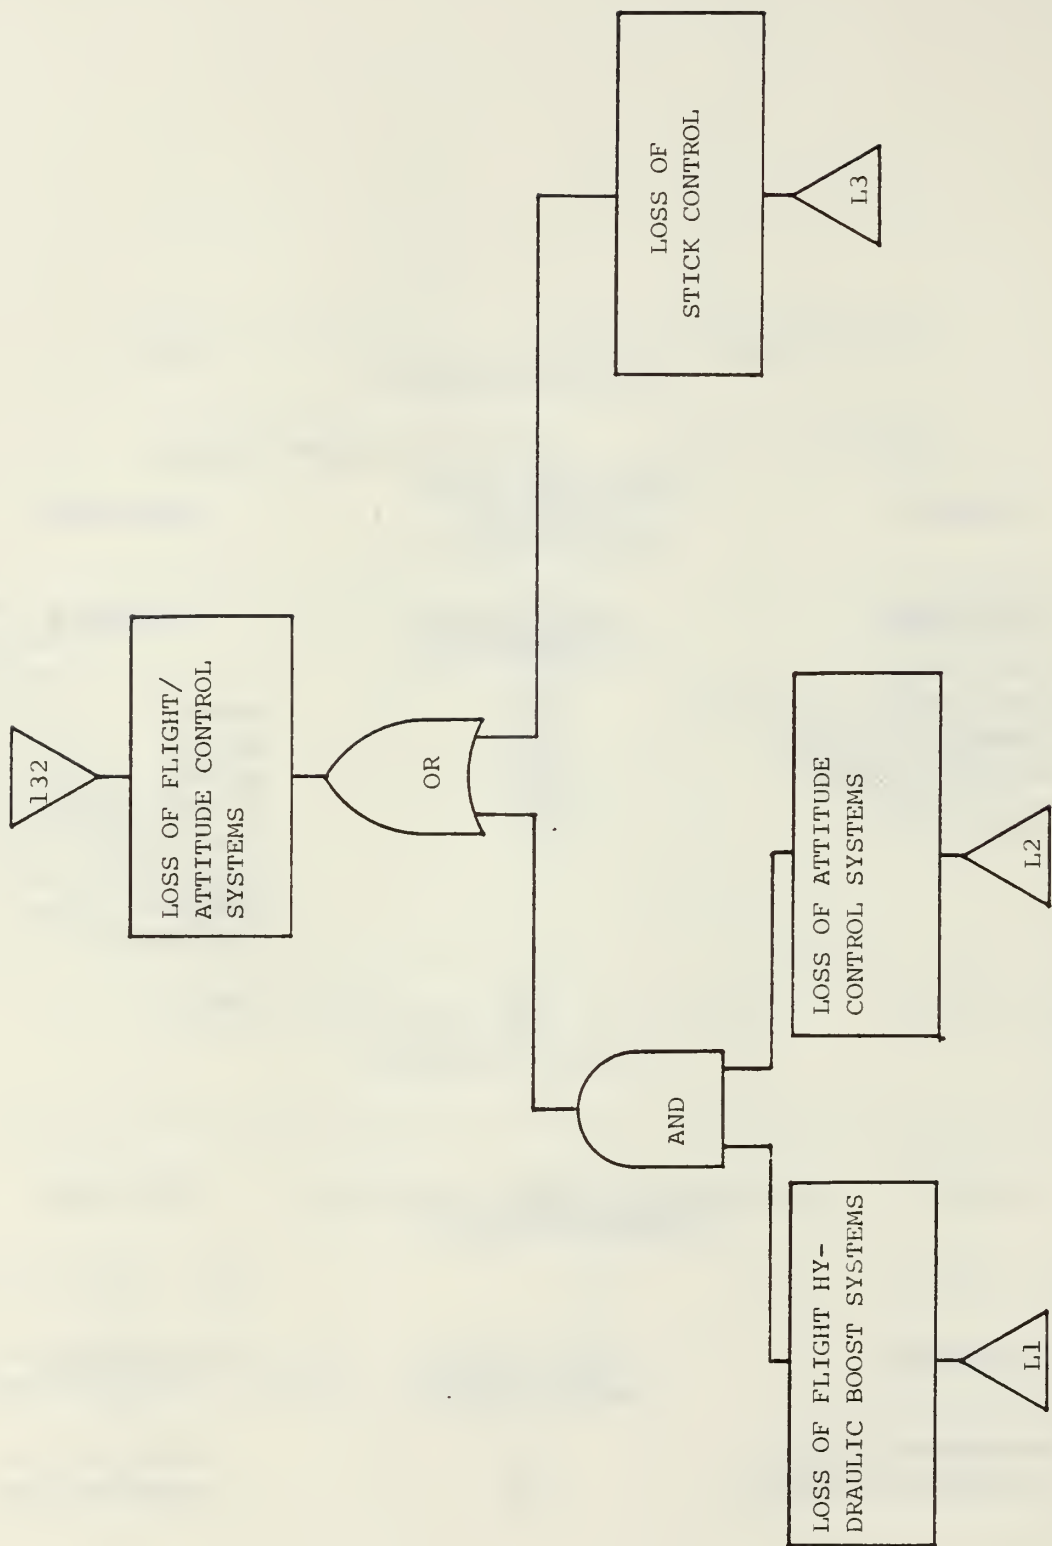 132
LOSS OF FLIGHT/
ATTITUDE CONTROL
SYSTEMS
OR
AND
LOSS OF FLIGHT HY-
DRAULIC BOOST SYSTEMS
L1
LOSS OF ATTITUDE
CONTROL SYSTEMS
L2
LOSS OF
STICK CONTROL
L3